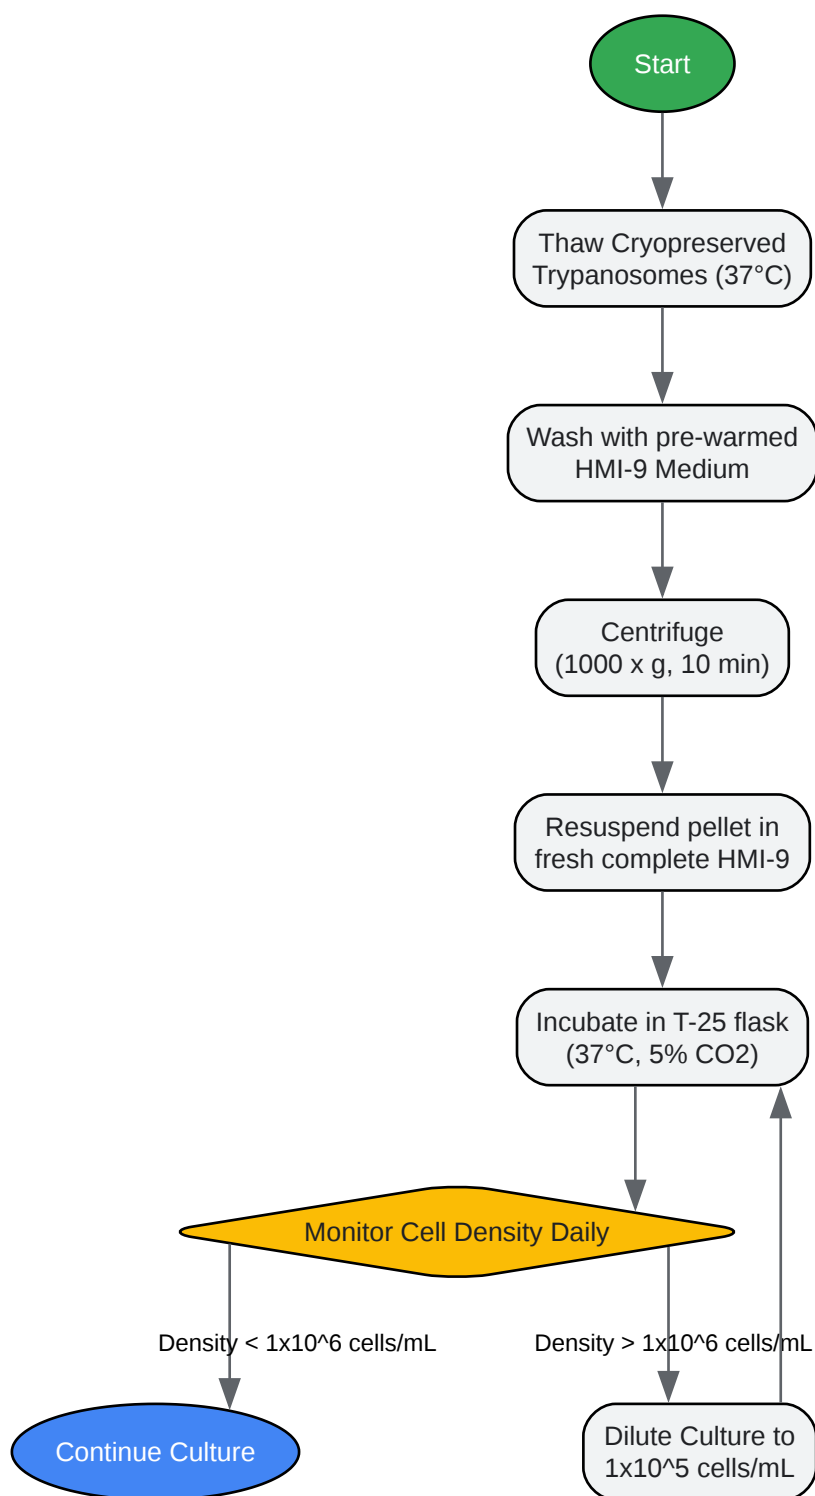 Start
Thaw Cryopreserved
Trypanosomes (37°C)
Wash with pre-warmed
HMI-9 Medium
Centrifuge
(1000 x g, 10 min)
Resuspend pellet in
fresh complete HMI-9
Incubate in T-25 flask
(37°C, 5% CO2)
Monitor Cell Density Daily
Density < 1x10^6 cells/mL
Density > 1x10^6 cells/mL
Continue Culture
Dilute Culture to
1x10^5 cells/mL